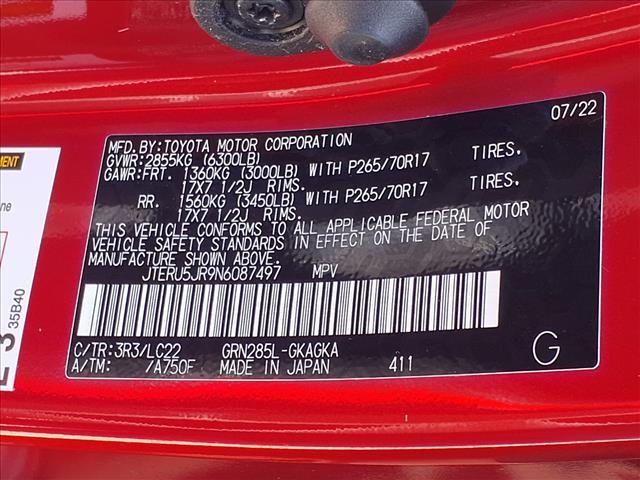 07/22
MFD.BY:TOYOTA MOTOR CORPORATION
GVWR:2855KG (6300LB)
GAWR:FRT. 1360KG (3000LB) WITH P265/70R17 TIRES.
17X7 1/2J RIMS.
RR. 1560KG (3450LB) WITH P265/70R17 TIRES.
17X7 1/2J RIMS.
THIS VEHICLE CONFORMS TO ALL APPLICABLE FEDERAL MOTOR
VEHICLE SAFETY STANDARDS IN EFFECT ON THE DATE OF
MANUFACTURE SHOWN ABOVE.
JTERU5JR9N6087497 MPV
C/TR:3R3/LC22 GRN285L-GKAGKA
A/TM: /A750F MADE IN JAPAN 411
G
35B40